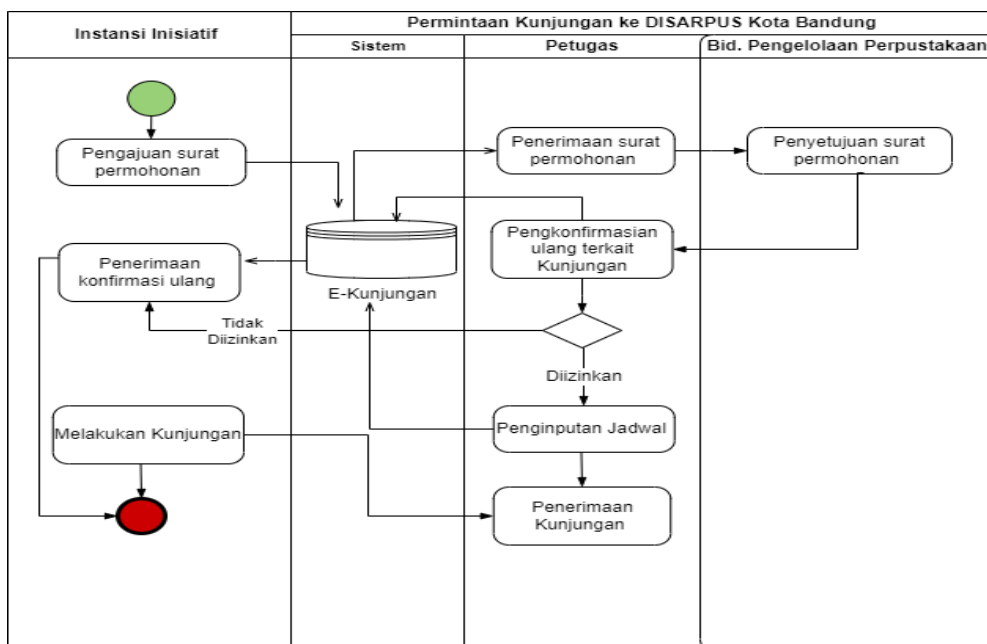 Instansi Inisiatif
Permintaan Kunjungan ke DISARPUS Kota Bandung
Sistem
Petugas
Bid. Pengelolaan Perpustakaan
Pengajuan surat
permohonan
Penerimaan surat
permohonan
Penyetujuan surat
permohonan
Pengkonfirmasian
ulang terkait
Kunjungan
Penerimaan
konfirmasi ulang
E-Kunjungan
Tidak
Diizinkan
Diizinkan
Melakukan Kunjungan
Penginputan Jadwal
Penerimaan
Kunjungan